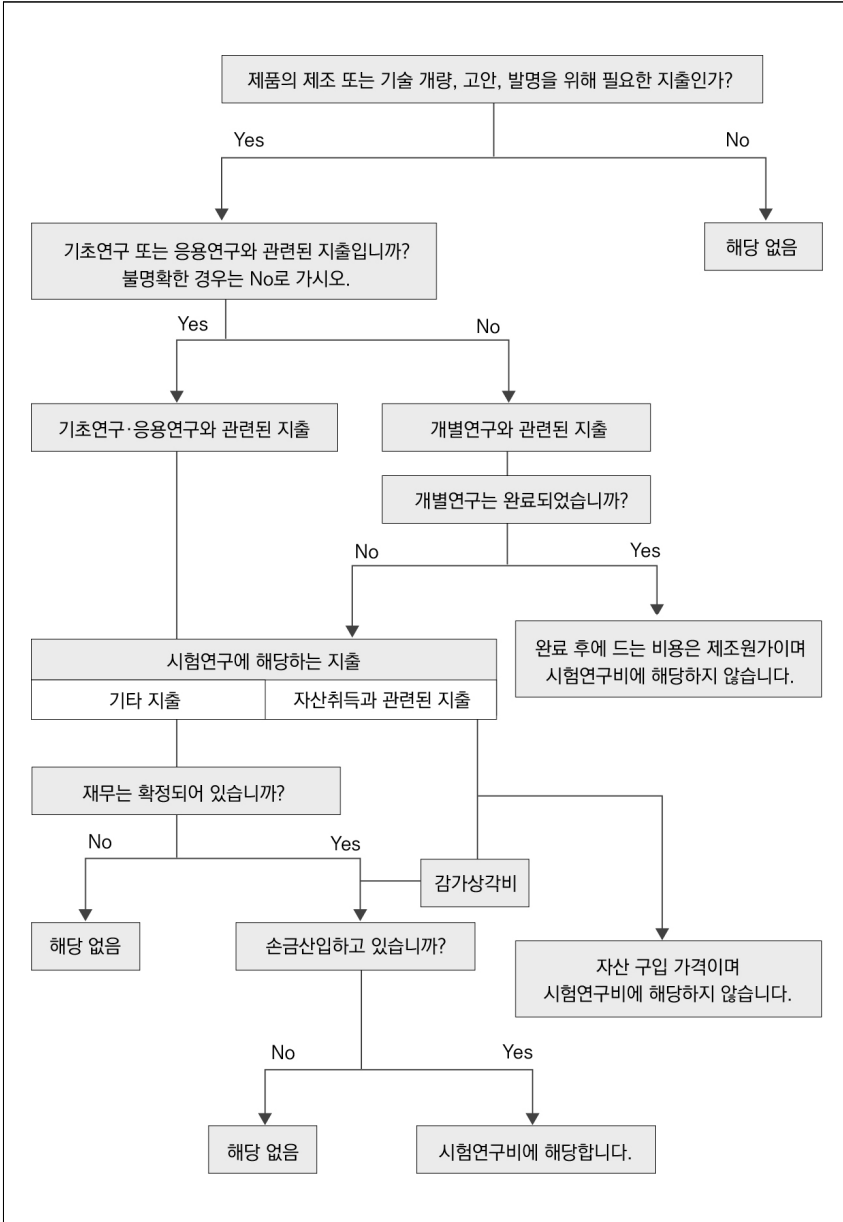 제품의 제조 또는 기술 개량, 고안, 발명을 위해 필요한 지출인가?
Yes
No
기초연구 또는 응용연구와 관련된 지출입니까?
불명확한 경우는 No로 가시오.
해당 없음
Yes
No
기초연구·응용연구와 관련된 지출
개별연구와 관련된 지출
개별연구는 완료되었습니까?
No
Yes
시험연구에 해당하는 지출
기타 지출
자산취득과 관련된 지출
완료 후에 드는 비용은 제조원가이며
시험연구비에 해당하지 않습니다.
재무는 확정되어 있습니까?
No
Yes
감가상각비
해당 없음
손금산입하고 있습니까?
자산 구입 가격이며
시험연구비에 해당하지 않습니다.
No
Yes
해당 없음
시험연구비에 해당합니다.